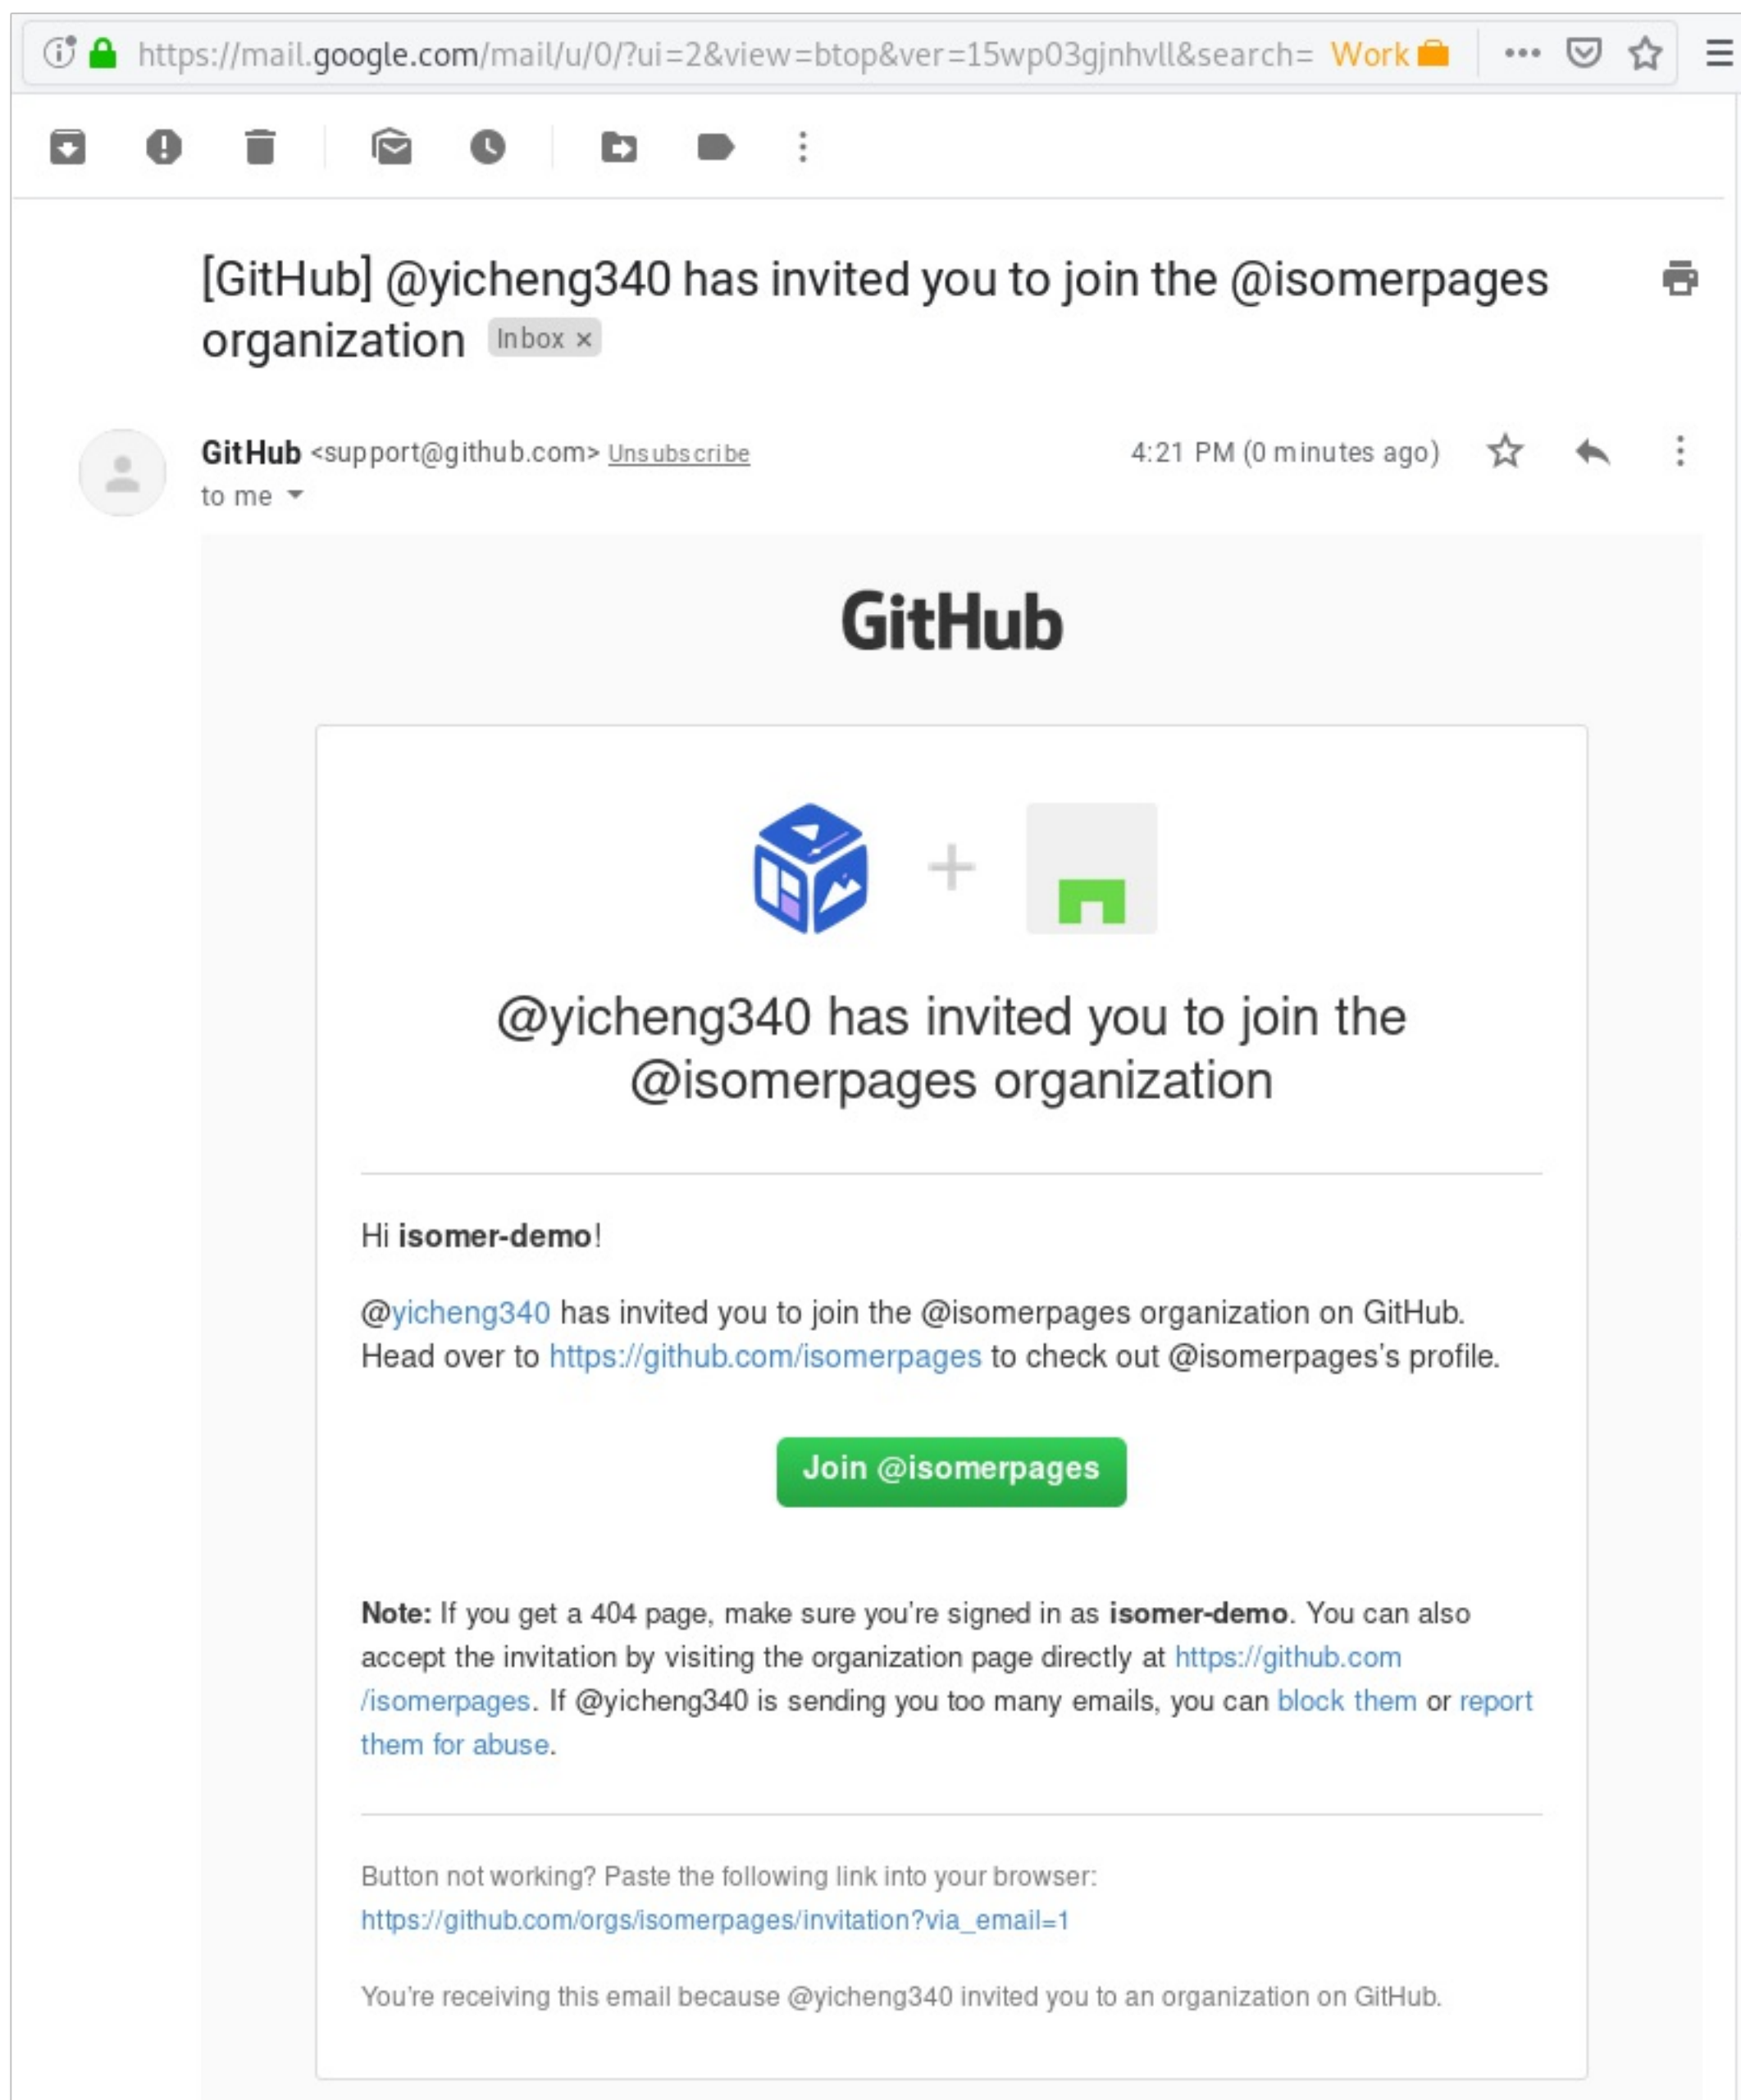 https://mail.google.com/mail/u/0/?ui=2&view=btop&ver=15wp03gjnhvll&search= Work
[GitHub] @yicheng340 has invited you to join the @isomerpages
organization Inbox ×
GitHub <support@github.com> Unsubscribe 4:21 PM (0 minutes ago)
to me
GitHub
@yicheng340 has invited you to join the
@isomerpages organization
Hi isomer-demo!
@yicheng340 has invited you to join the @isomerpages organization on GitHub.
Head over to https://github.com/isomerpages to check out @isomerpages's profile.
Join @isomerpages
Note: If you get a 404 page, make sure you're signed in as isomer-demo. You can also
accept the invitation by visiting the organization page directly at https://github.com
/isomerpages. If @yicheng340 is sending you too many emails, you can block them or report
them for abuse.
Button not working? Paste the following link into your browser:
https://github.com/orgs/isomerpages/invitation?via_email=1
You're receiving this email because @yicheng340 invited you to an organization on GitHub.